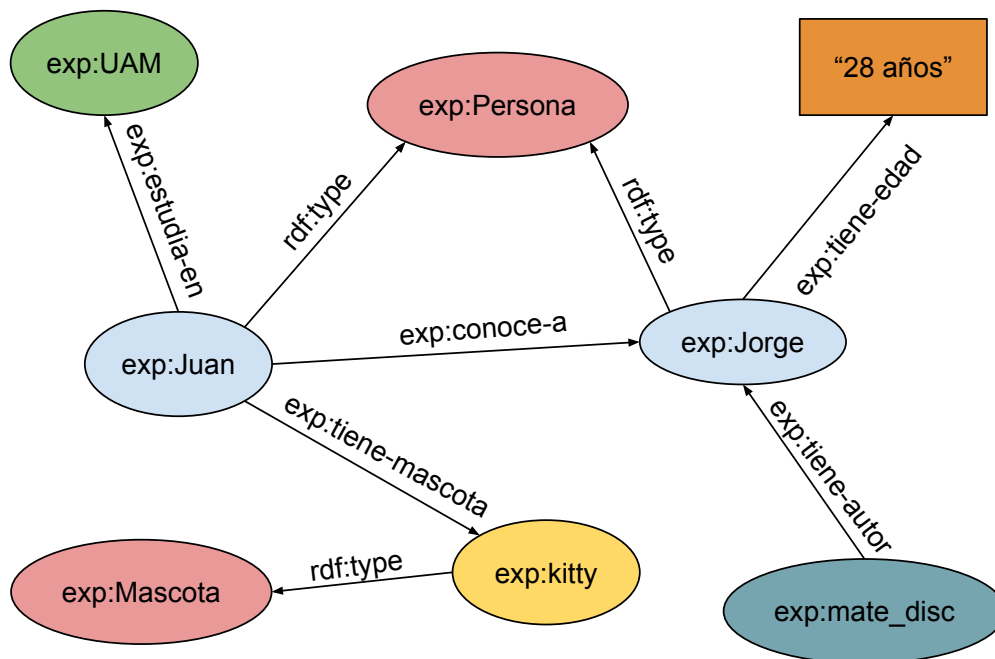 exp:UAM
“28 años”
exp:Persona
exp:estudia-en
rdf:type
rdf:type
exp:tiene-edad
exp:conoce-a
exp:Juan
exp:Jorge
exp:tiene-mascota
exp:tiene-autor
rdf:type
exp:kitty
exp:Mascota
exp:mate_disc